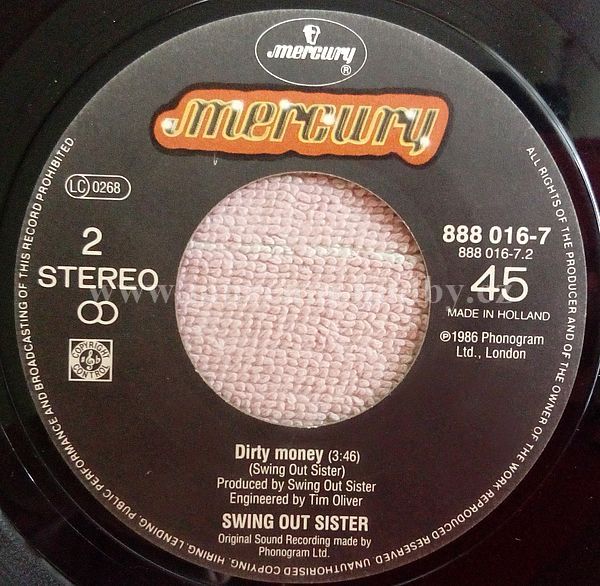 mercury
®
mercury
LC 0268
2
STEREO
888 016-7
888 016-7.2
45
MADE IN HOLLAND
℗1986 Phonogram
Ltd., London
COPYRIGHT
CONTROL
Dirty money (3:46)
(Swing Out Sister)
Produced by Swing Out Sister
Engineered by Tim Oliver
SWING OUT SISTER
Original Sound Recording made by
Phonogram Ltd.
ALL RIGHTS OF THE PRODUCER AND OF THE OWNER OF THE WORK REPRODUCED RESERVED. UNAUTHORISED COPYING, HIRING, LENDING, PUBLIC PERFORMANCE AND BROADCASTING OF THIS RECORD PROHIBITED